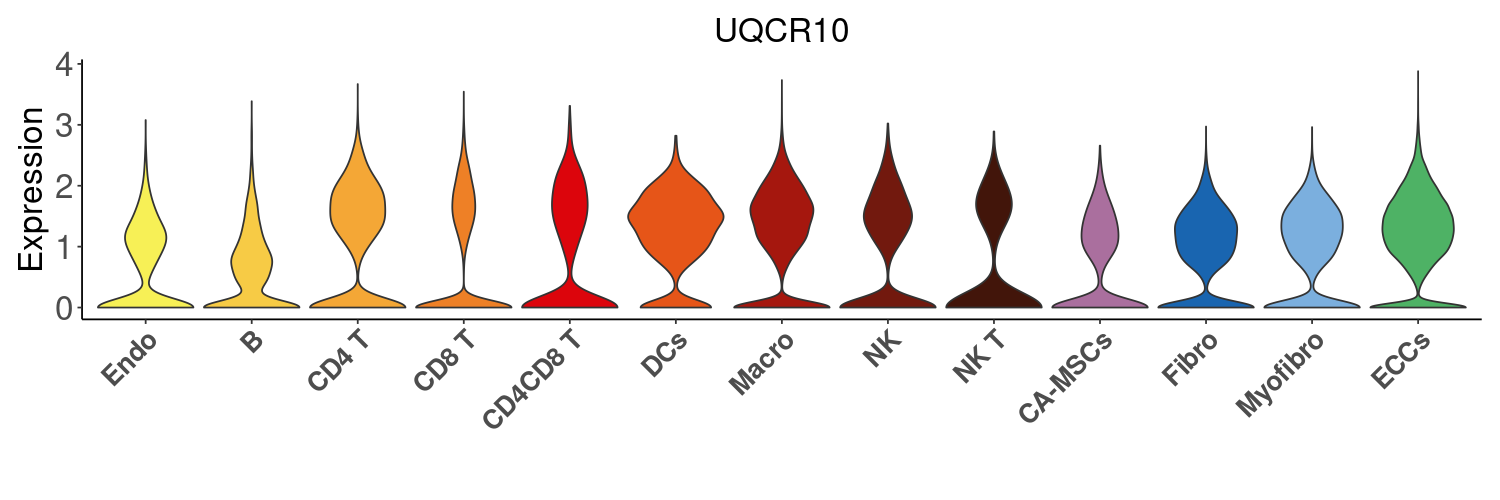 UQCR10
Expression
4
3
2
1
0
Endo
B
CD4 T
CD8 T
CD4CD8 T
DCs
Macro
NK
NK T
CA-MSCs
Fibro
Myofibro
ECCs